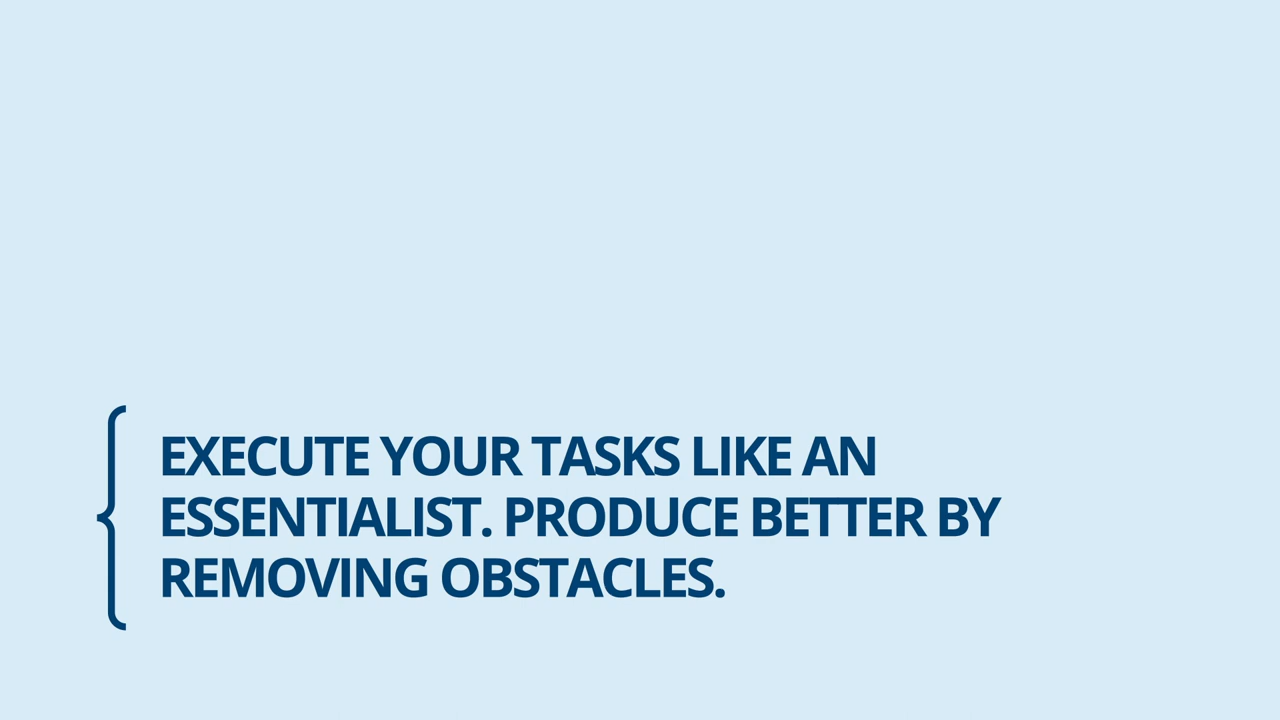 EXECUTE YOUR TASKS LIKE AN
ESSENTIALIST. PRODUCE BETTER BY
REMOVING OBSTACLES.